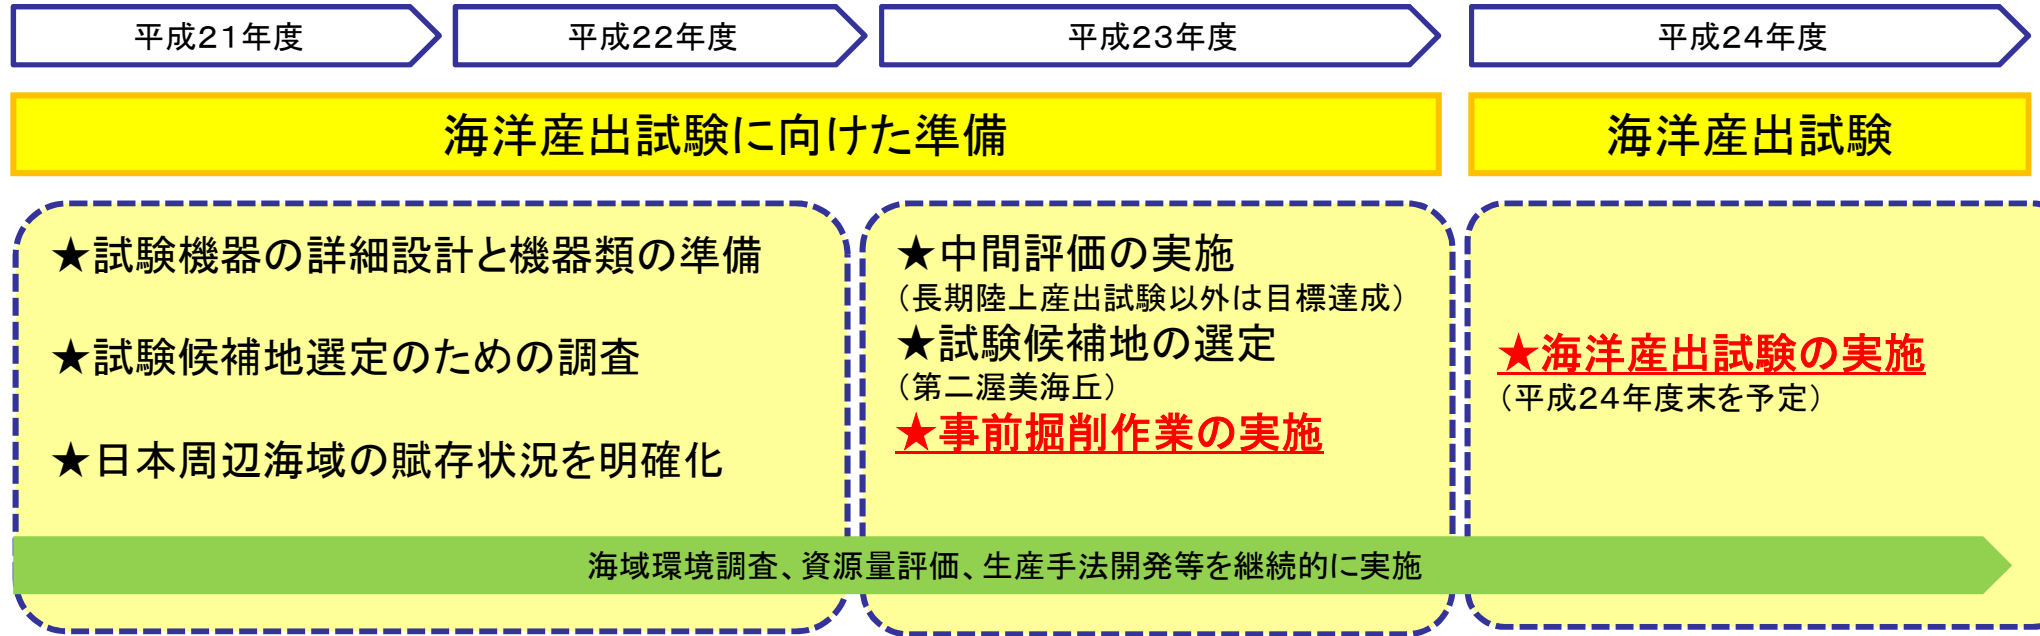 平成21年度
平成22年度
平成23年度
平成24年度
海洋産出試験に向けた準備
海洋産出試験
★試験機器の詳細設計と機器類の準備
★試験候補地選定のための調査
★日本周辺海域の賦存状況を明確化
★中間評価の実施
（長期陸上産出試験以外は目標達成）
★試験候補地の選定
（第二渥美海丘）
★事前掘削作業の実施
★海洋産出試験の実施
（平成24年度末を予定）
海域環境調査、資源量評価、生産手法開発等を継続的に実施